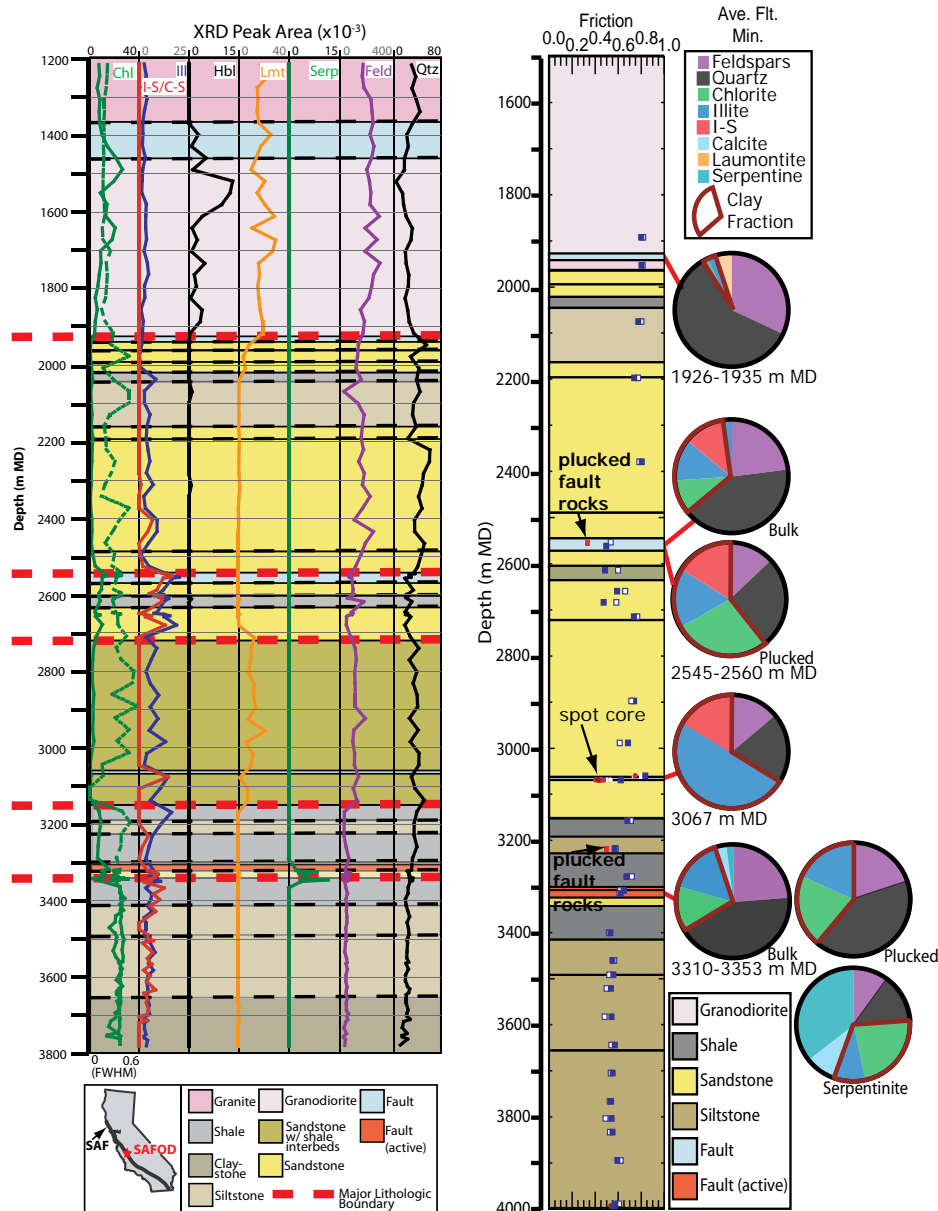 XRD Peak Area (x10-3)
0 40 0 25 0 15 0 10 0 15 0 400 0 80
Chl I-S/C-S Ill Hbl Lmt Serp Feld Qtz
1200
1400
1600
1800
2000
2200
2400
2600
2800
3000
3200
3400
3600
3800
Depth (m MD)
0 0.6
(FWHM)
SAF
SAFOD
Granite
Granodiorite
Fault
Shale
Sandstone w/ shale interbeds
Fault (active)
Clay-stone
Sandstone
Siltstone
Major Lithologic Boundary
Friction
0.0 0.2 0.4 0.6 0.8 1.0
1600
1800
2000
2200
2400
2600
2800
3000
3200
3400
3600
3800
4000
Depth (m MD)
plucked fault rocks
spot core
plucked fault rocks
Ave. Flt. Min.
Feldspars
Quartz
Chlorite
Illite
I-S
Calcite
Laumontite
Serpentine
Clay Fraction
1926-1935 m MD
Bulk
Plucked
2545-2560 m MD
3067 m MD
Bulk
3310-3353 m MD
Plucked
Serpentinite
Granodiorite
Shale
Sandstone
Siltstone
Fault
Fault (active)